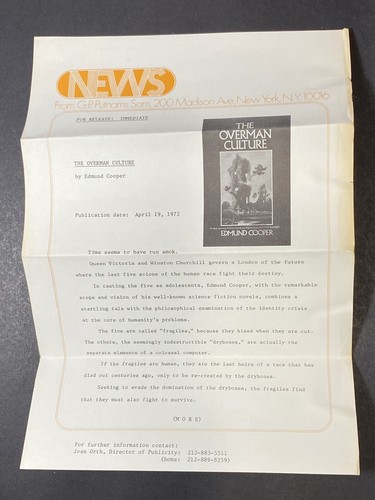 NEWS
From G.P. Putnam's Sons, 200 Madison Ave., New York, N.Y. 10016
FOR RELEASE: IMMEDIATE
THE
OVERMAN
CULTURE
EDMUND COOPER
THE OVERMAN CULTURE
by Edmund Cooper
Publication date: April 19, 1972
Time seems to have run amok.
Queen Victoria and Winston Churchill govern a London of the Future
where the last five scions of the human race fight their destiny.
In casting the five as adolescents, Edmund Cooper, with the remarkable
scope and vision of his well-known science fiction novels, combines a
startling tale with the philosophical examination of the identity crisis
at the core of humanity's problems.
The five are called "fragiles," because they bleed when they are cut.
The others, the seemingly indestructible "drybones," are actually the
separate elements of a colossal computer.
If the fragiles are human, they are the last heirs of a race that has
died out centuries ago, only to be re-created by the drybones.
Seeking to evade the domination of the drybones, the fragiles find
that they must also fight to survive.
(M O R E)
For further information contact:
Joan Orth, Director of Publicity: 212-883-5511
(home: 212-889-8259)